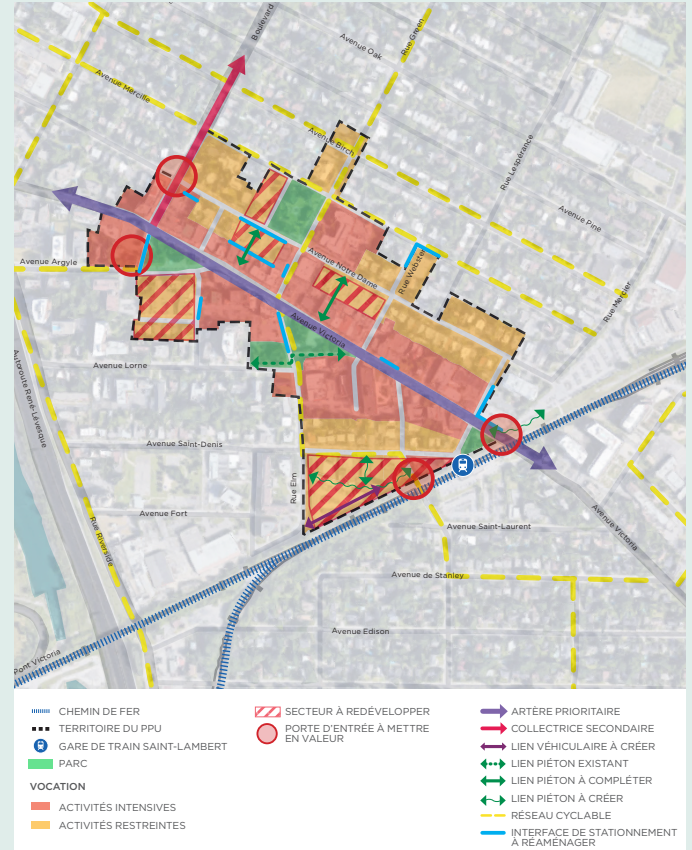 Boulevard
Avenue Oak
Rue Green
Avenue Mercille
Avenue Birch
Rue Lespérance
Avenue Pine
Avenue Argyle
Avenue Notre Dame
Rue Webster
Rue Mercier
Avenue Victoria
Avenue Lorne
Autoroute René-Lévesque
Avenue Saint-Denis
Rue Elm
Avenue Fort
Rue Riverside
Avenue Saint-Laurent
Avenue Victoria
Avenue de Stanley
Avenue Edison
Pont Victoria
CHEMIN DE FER
TERRITOIRE DU PPU
GARE DE TRAIN SAINT-LAMBERT
PARC
VOCATION
ACTIVITÉS INTENSIVES
ACTIVITÉS RESTREINTES
SECTEUR À REDÉVELOPPER
PORTE D'ENTRÉE À METTRE
EN VALEUR
ARTÈRE PRIORITAIRE
COLLECTRICE SECONDAIRE
LIEN VÉHICULAIRE À CRÉER
LIEN PIÉTON EXISTANT
LIEN PIÉTON À COMPLÉTER
LIEN PIÉTON À CRÉER
RÉSEAU CYCLABLE
INTERFACE DE STATIONNEMENT
À RÉAMÉNAGER